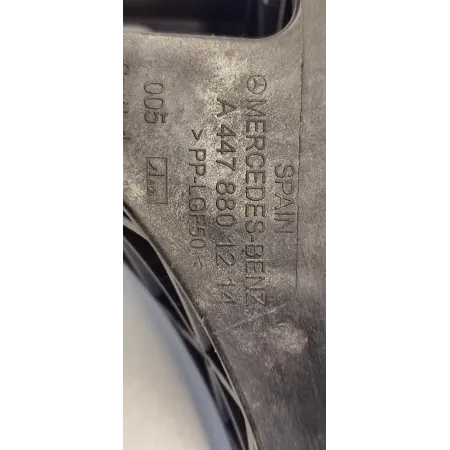 SPAIN
MERCEDES-BENZ
A 447 880 12 14
>PP-LGF50<
005